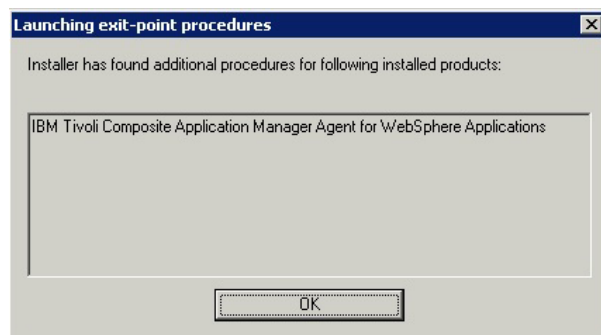 Launching exit-point procedures
Installer has found additional procedures for following installed products:
IBM Tivoli Composite Application Manager Agent for WebSphere Applications
OK